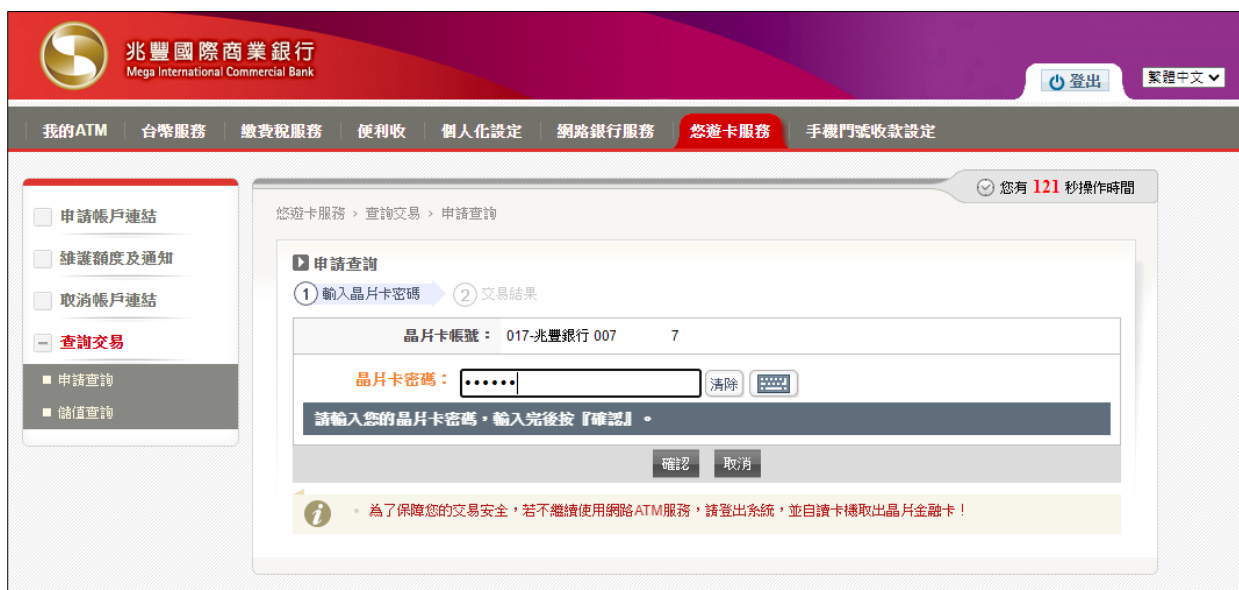 兆豐國際商業銀行
Mega International Commercial Bank
登出
繁體中文
我的ATM 台幣服務 繳費稅服務 便利收 個人化設定 網路銀行服務 悠遊卡服務 手機門號收款設定
您有 121 秒操作時間
申請帳戶連結
維護額度及通知
取消帳戶連結
查詢交易
申請查詢
儲值查詢
悠遊卡服務 › 查詢交易 › 申請查詢
申請查詢
1 輸入晶片卡密碼 2 交易結果
晶片卡帳號： 017-兆豐銀行 007 7
晶片卡密碼： •••••• 清除
請輸入您的晶片卡密碼，輸入完後按『確認』。
確認 取消
為了保障您的交易安全，若不繼續使用網路ATM服務，請登出系統，並自讀卡機取出晶片金融卡！